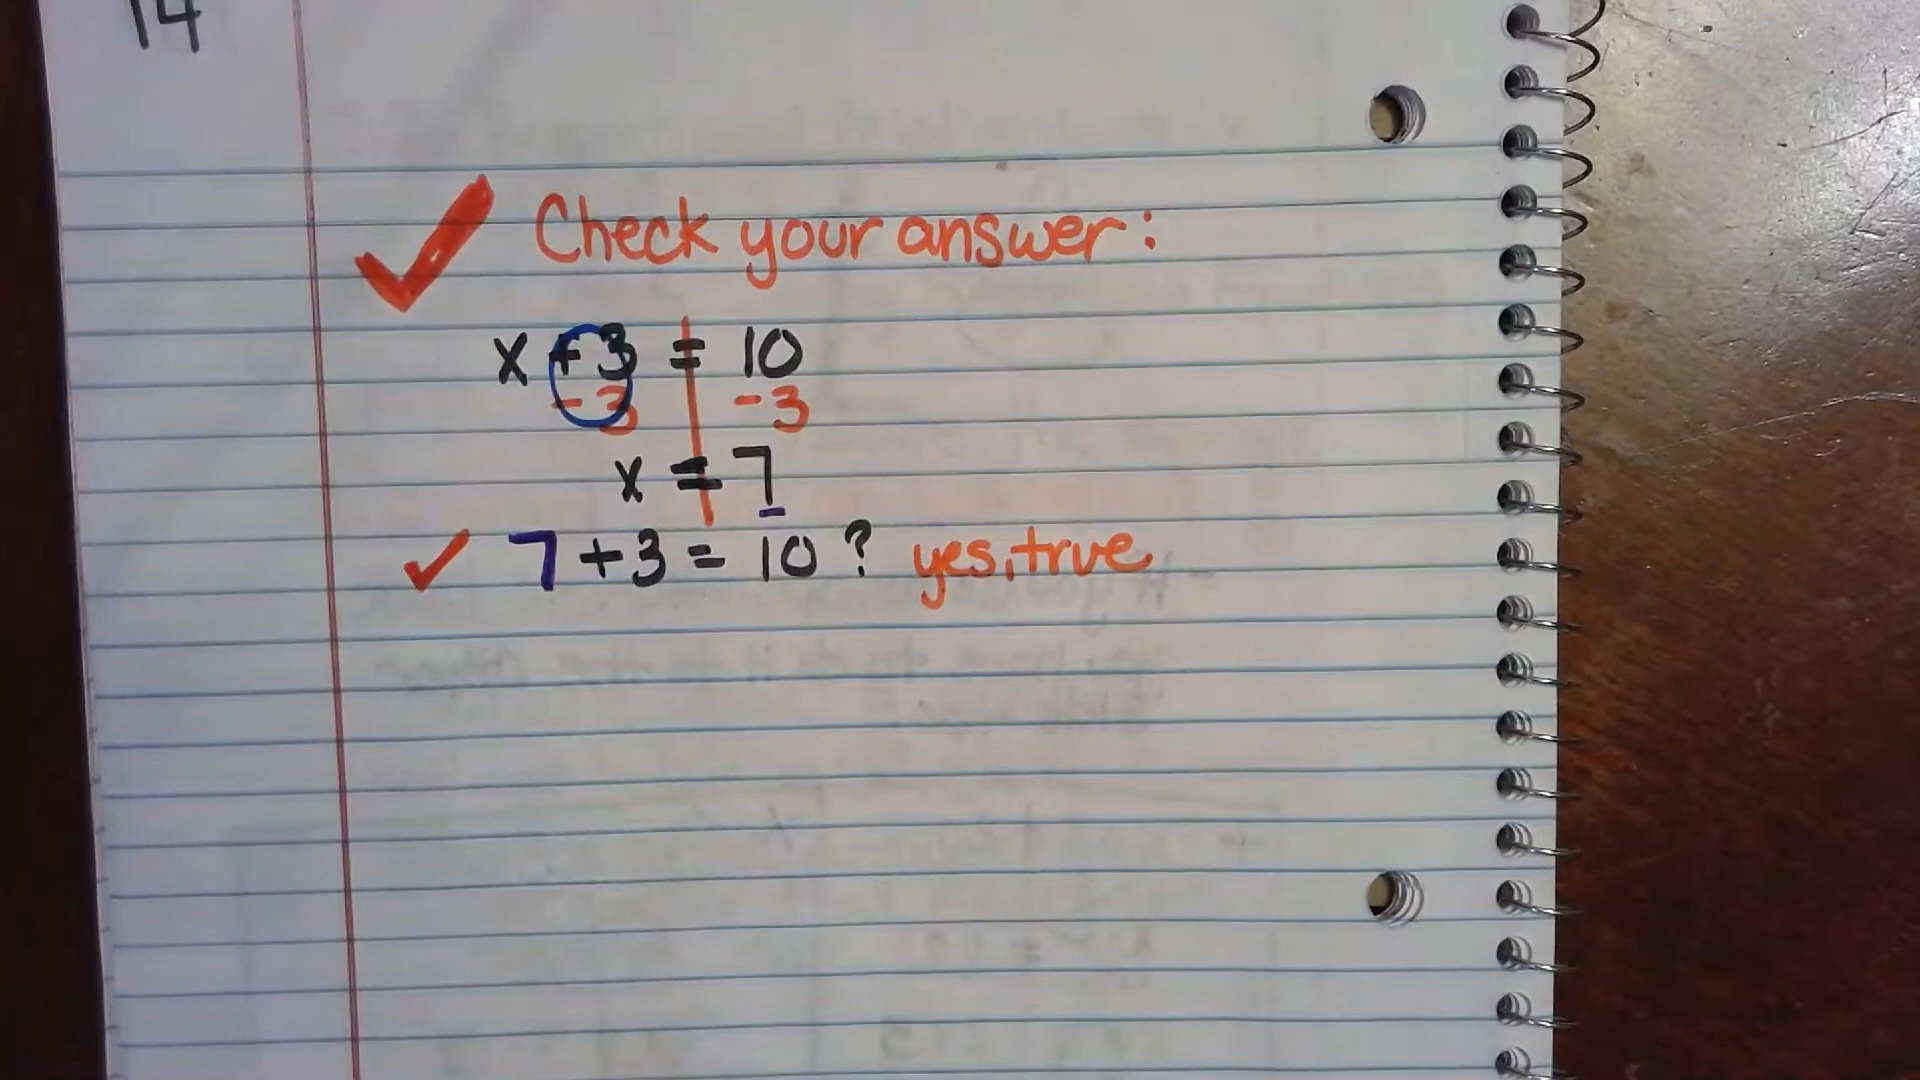 14
✓ Check your answer:
x +3 = 10
-3 -3
x = 7
✓ 7 + 3 = 10 ? yes, true